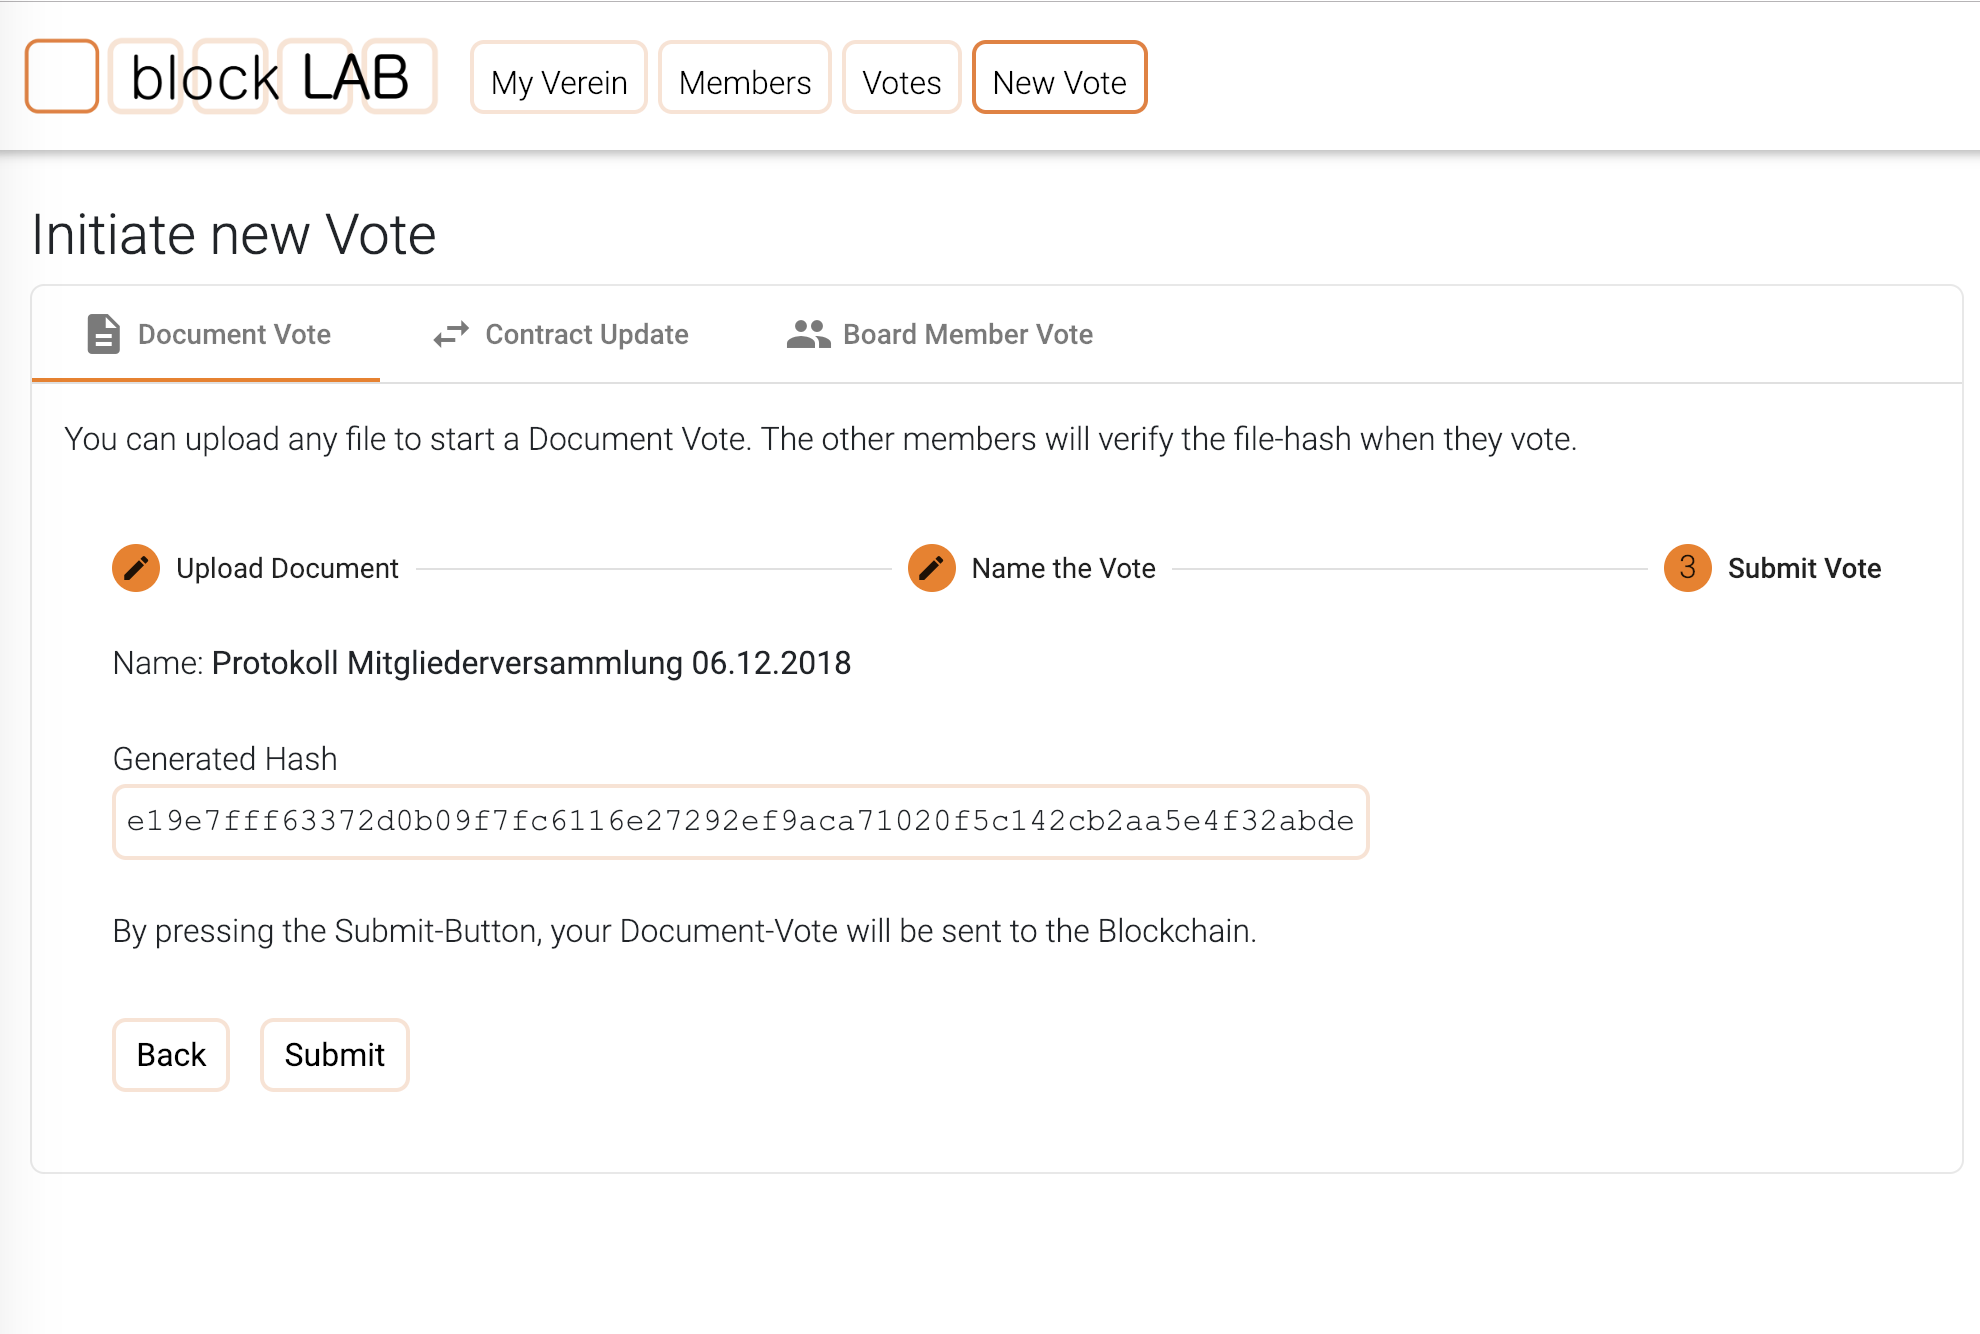 block LAB
My Verein
Members
Votes
New Vote
Initiate new Vote
Document Vote
Contract Update
Board Member Vote
You can upload any file to start a Document Vote. The other members will verify the file-hash when they vote.
Upload Document
Name the Vote
3 Submit Vote
Name: Protokoll Mitgliederversammlung 06.12.2018
Generated Hash
e19e7fff63372d0b09f7fc6116e27292ef9aca71020f5c142cb2aa5e4f32abde
By pressing the Submit-Button, your Document-Vote will be sent to the Blockchain.
Back
Submit